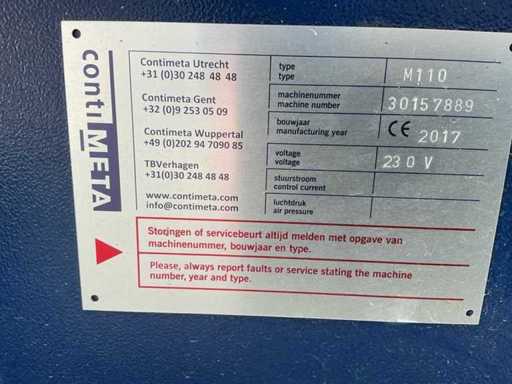 conti META
Contimeta Utrecht
+31 (0)30 248 48 48
Contimeta Gent
+32 (0)9 253 05 09
Contimeta Wuppertal
+49 (0)202 94 7090 85
TBVerhagen
+31(0)30 248 48 48
www.contimeta.com
info@contimeta.com
type
type
M110
machinenummer
machine number
30157889
bouwjaar
manufacturing year
CE 2017
voltage
voltage
230 V
stuurstroom
control current
luchtdruk
air pressure
Storingen of servicebeurt altijd melden met opgave van
machinenummer, bouwjaar en type.
Please, always report faults or service stating the machine
number, year and type.